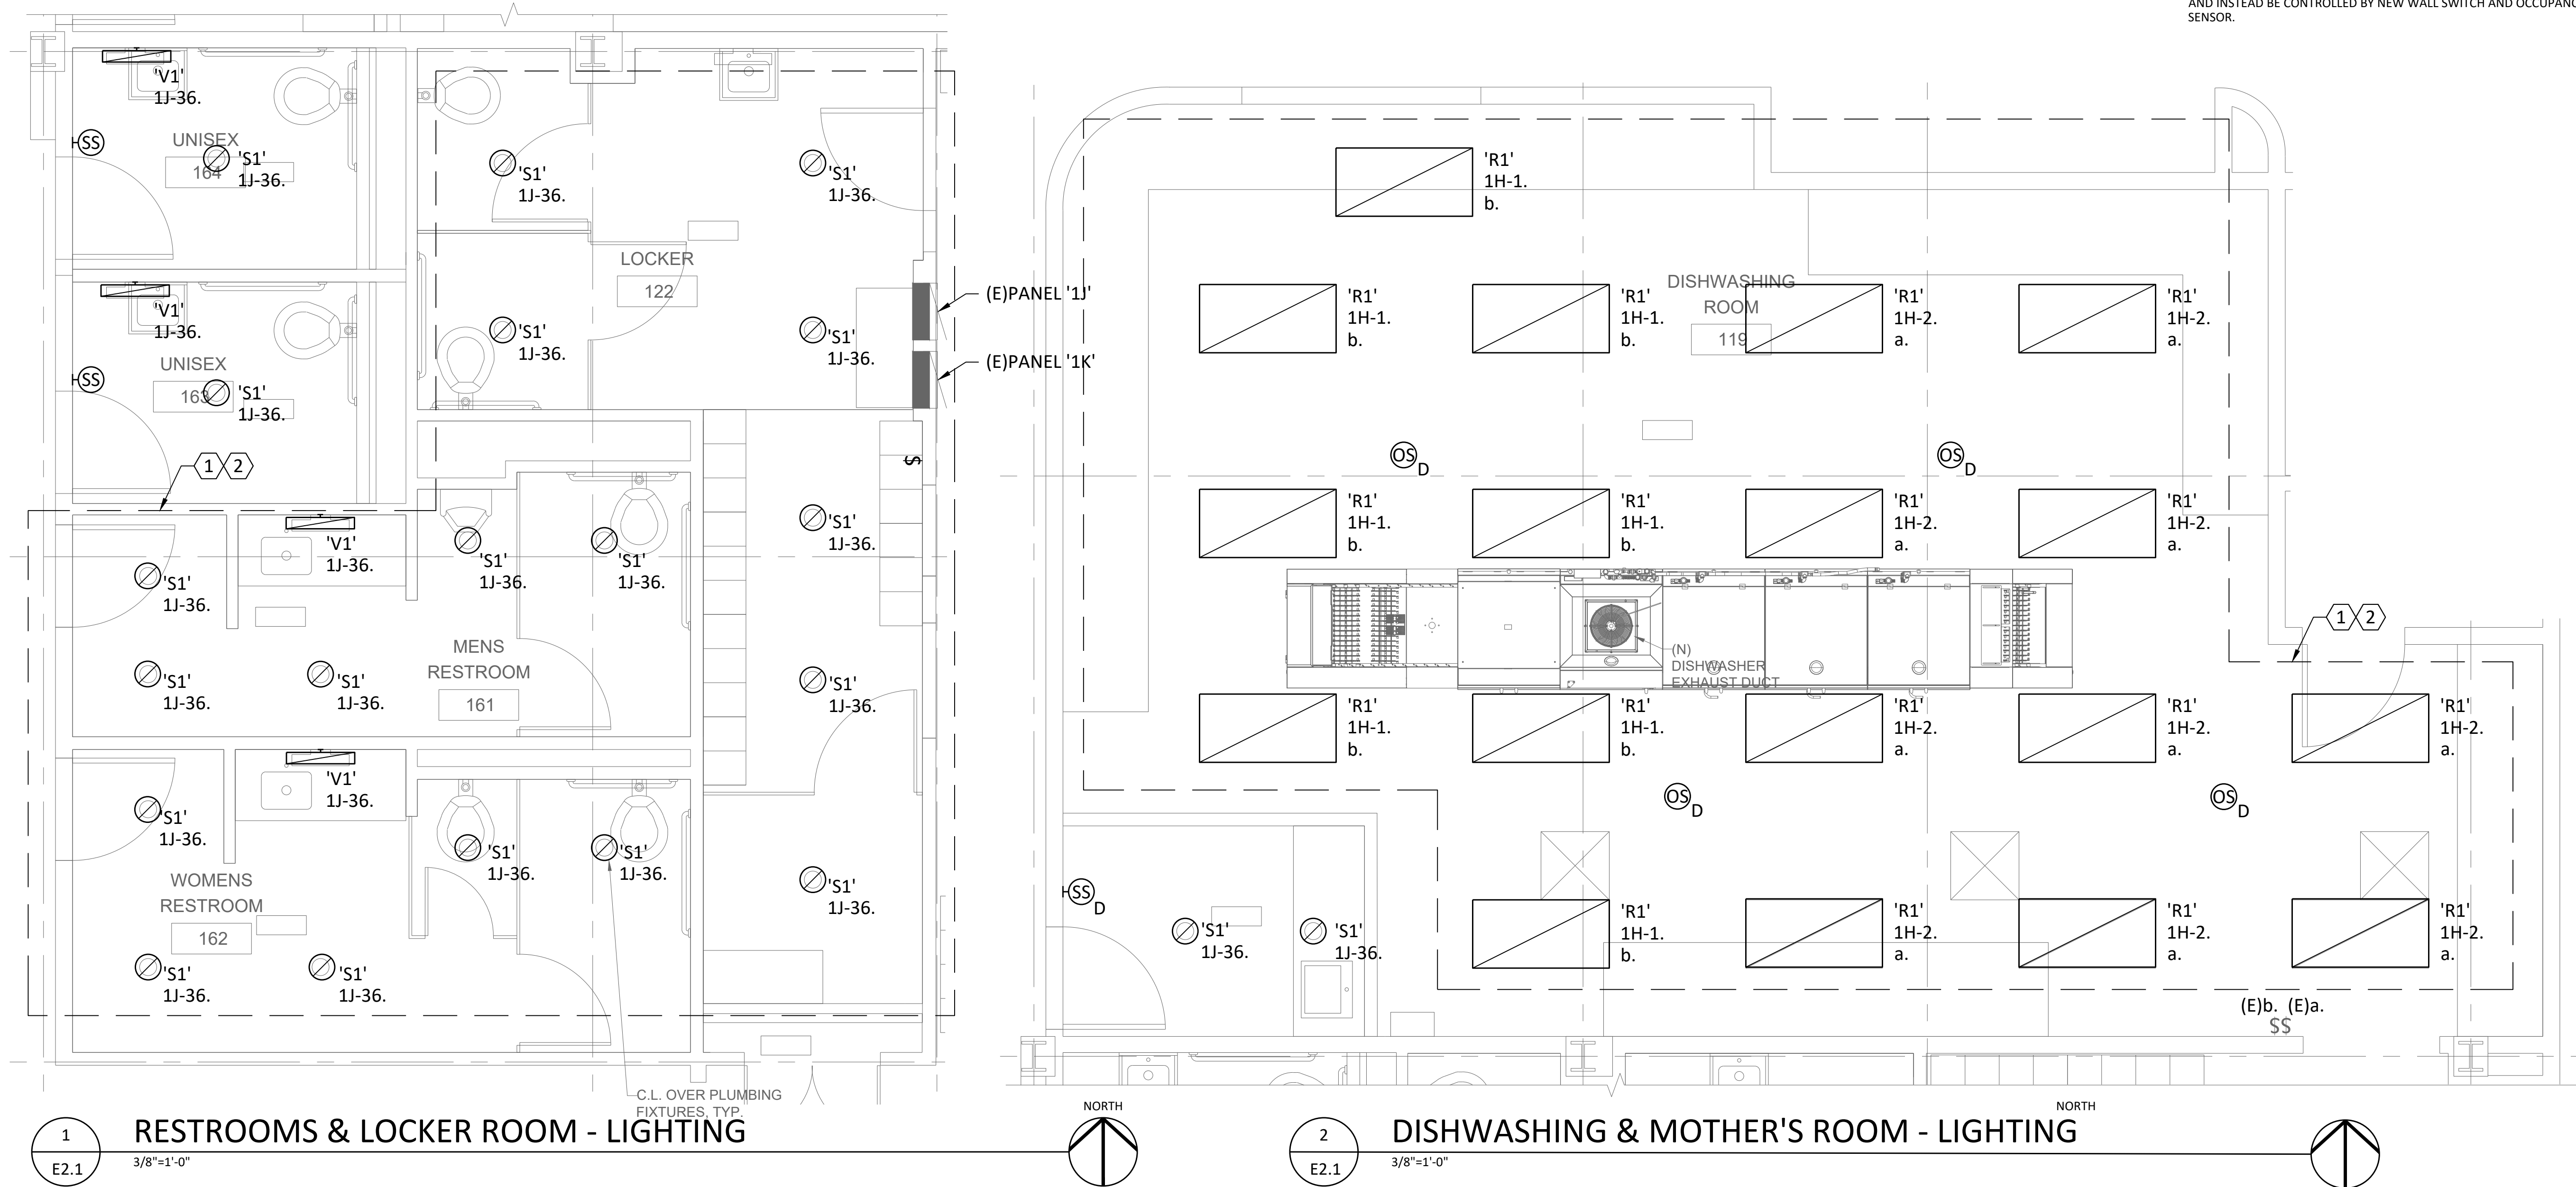 AND INSTEAD BE CONTROLLED BY NEW WALL SWITCH AND OCCUPANC
SENSOR.
'V1'
1J-36.
SS
UNISEX
164
'S1'
1J-36.
'S1'
1J-36.
'S1'
1J-36.
LOCKER
122
'V1'
1J-36.
SS
UNISEX
163
'S1'
1J-36.
'S1'
1J-36.
'S1'
1J-36.
(E)PANEL '1J'
(E)PANEL '1K'
1 2
$
'V1'
1J-36.
'S1'
1J-36.
'S1'
1J-36.
'S1'
1J-36.
'S1'
1J-36.
'S1'
1J-36.
'S1'
1J-36.
MENS
RESTROOM
161
'S1'
1J-36.
'V1'
1J-36.
'S1'
1J-36.
'S1'
1J-36.
'S1'
1J-36.
'S1'
1J-36.
WOMENS
RESTROOM
162
'S1'
1J-36.
'S1'
1J-36.
C.L. OVER PLUMBING
FIXTURES, TYP.
1
E2.1
RESTROOMS & LOCKER ROOM - LIGHTING
3/8"=1'-0"
NORTH
'R1'
1H-1.
b.
DISHWASHING
ROOM
119
'R1'
1H-1.
b.
'R1'
1H-1.
b.
'R1'
1H-2.
a.
'R1'
1H-2.
a.
OS D
OS D
'R1'
1H-1.
b.
'R1'
1H-1.
b.
'R1'
1H-2.
a.
'R1'
1H-2.
a.
1 2
(N)
DISHWASHER
EXHAUST DUCT
'R1'
1H-1.
b.
'R1'
1H-1.
b.
'R1'
1H-2.
a.
'R1'
1H-2.
a.
'R1'
1H-2.
a.
OS D
OS D
SS D
'S1'
1J-36.
'S1'
1J-36.
'R1'
1H-1.
b.
'R1'
1H-2.
a.
'R1'
1H-2.
a.
'R1'
1H-2.
a.
(E)b. (E)a.
$$
2
E2.1
DISHWASHING & MOTHER'S ROOM - LIGHTING
3/8"=1'-0"
NORTH